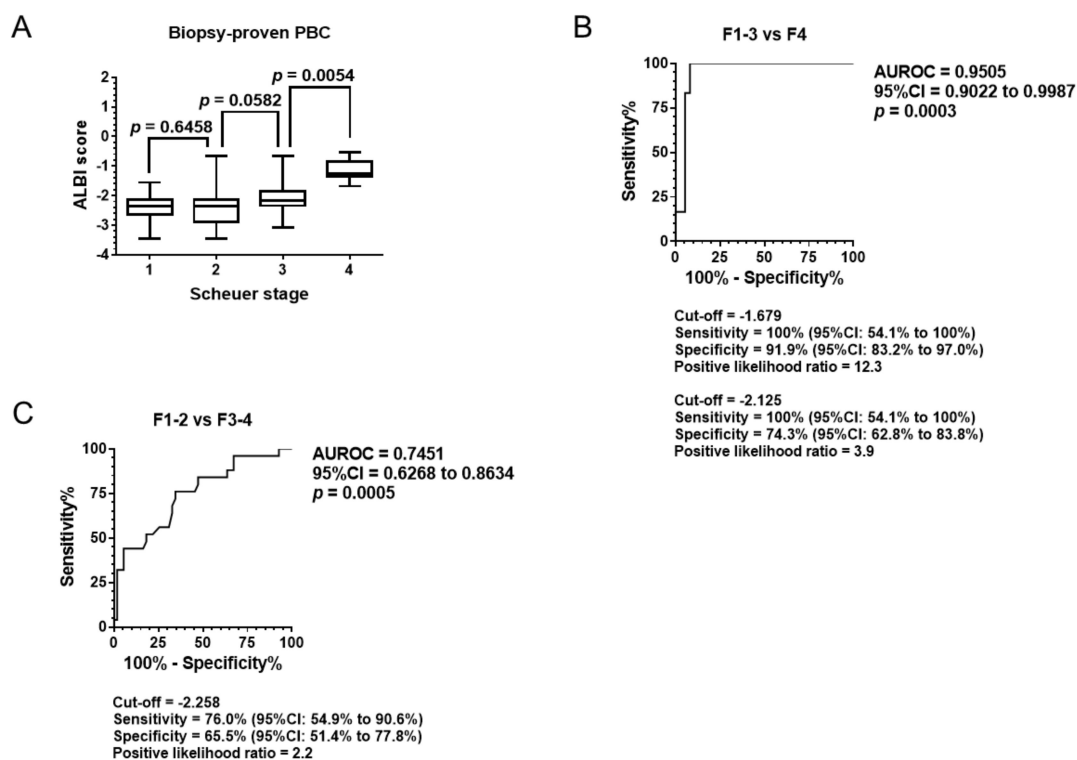 A
Biopsy-proven PBC
p = 0.0054
p = 0.0582
p = 0.6458
ALBI score
2
1
0
-1
-2
-3
-4
1 2 3 4
Scheuer stage
B
F1-3 vs F4
AUROC = 0.9505
95%CI = 0.9022 to 0.9987
p = 0.0003
Sensitivity%
100
75
50
25
0
0 25 50 75 100
100% - Specificity%
Cut-off = -1.679
Sensitivity = 100% (95%CI: 54.1% to 100%)
Specificity = 91.9% (95%CI: 83.2% to 97.0%)
Positive likelihood ratio = 12.3
Cut-off = -2.125
Sensitivity = 100% (95%CI: 54.1% to 100%)
Specificity = 74.3% (95%CI: 62.8% to 83.8%)
Positive likelihood ratio = 3.9
C
F1-2 vs F3-4
AUROC = 0.7451
95%CI = 0.6268 to 0.8634
p = 0.0005
Sensitivity%
100
75
50
25
0
0 25 50 75 100
100% - Specificity%
Cut-off = -2.258
Sensitivity = 76.0% (95%CI: 54.9% to 90.6%)
Specificity = 65.5% (95%CI: 51.4% to 77.8%)
Positive likelihood ratio = 2.2